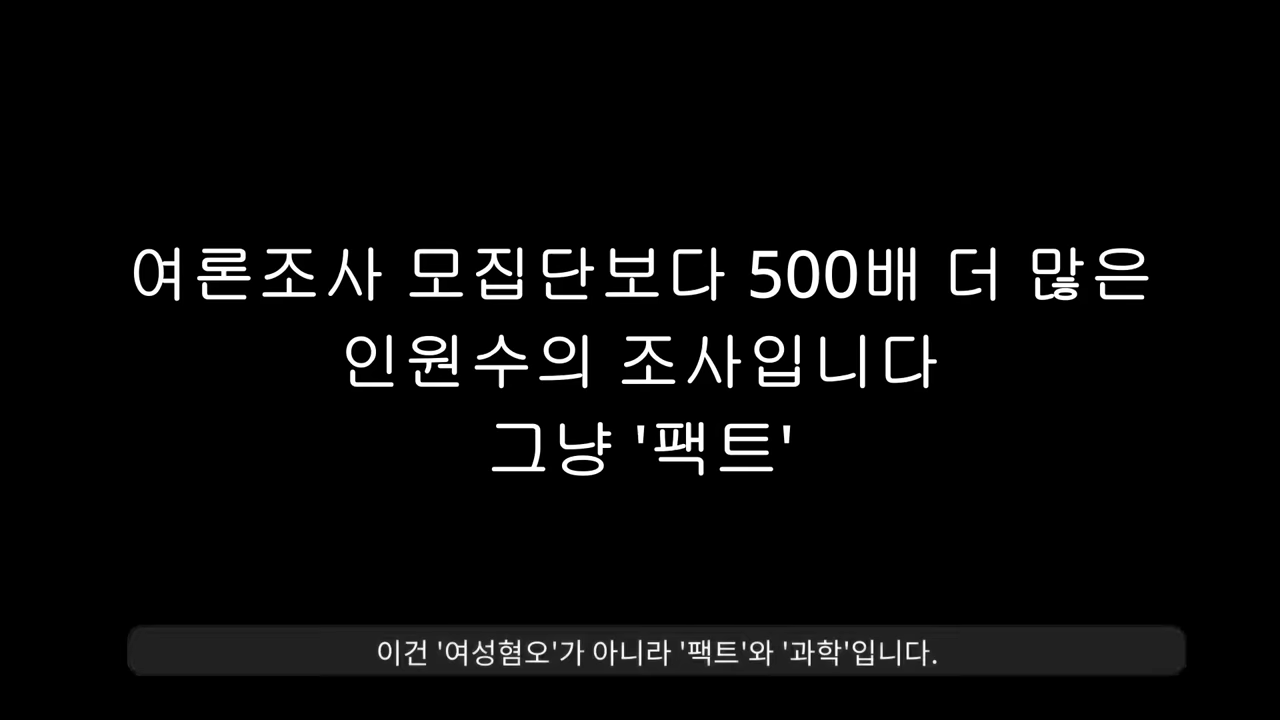 여론조사 모집단보다 500배 더 많은
인원수의 조사입니다
그냥 '팩트'
이건 '여성혐오'가 아니라 '팩트'와 '과학'입니다.